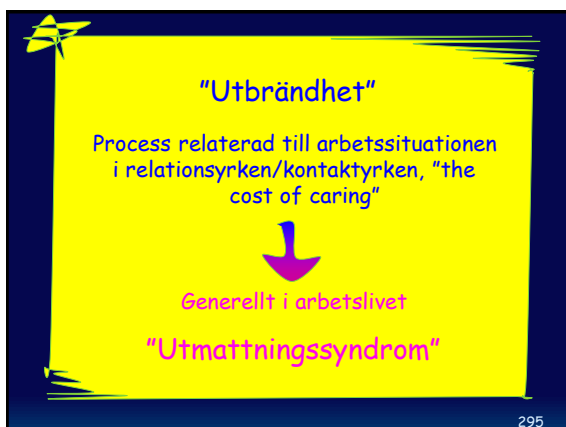 "Utbrändhet"
Process relaterad till arbetssituationen
i relationsyrken/kontaktyrken, "the
cost of caring"
Generellt i arbetslivet
"Utmattningssyndrom"
295